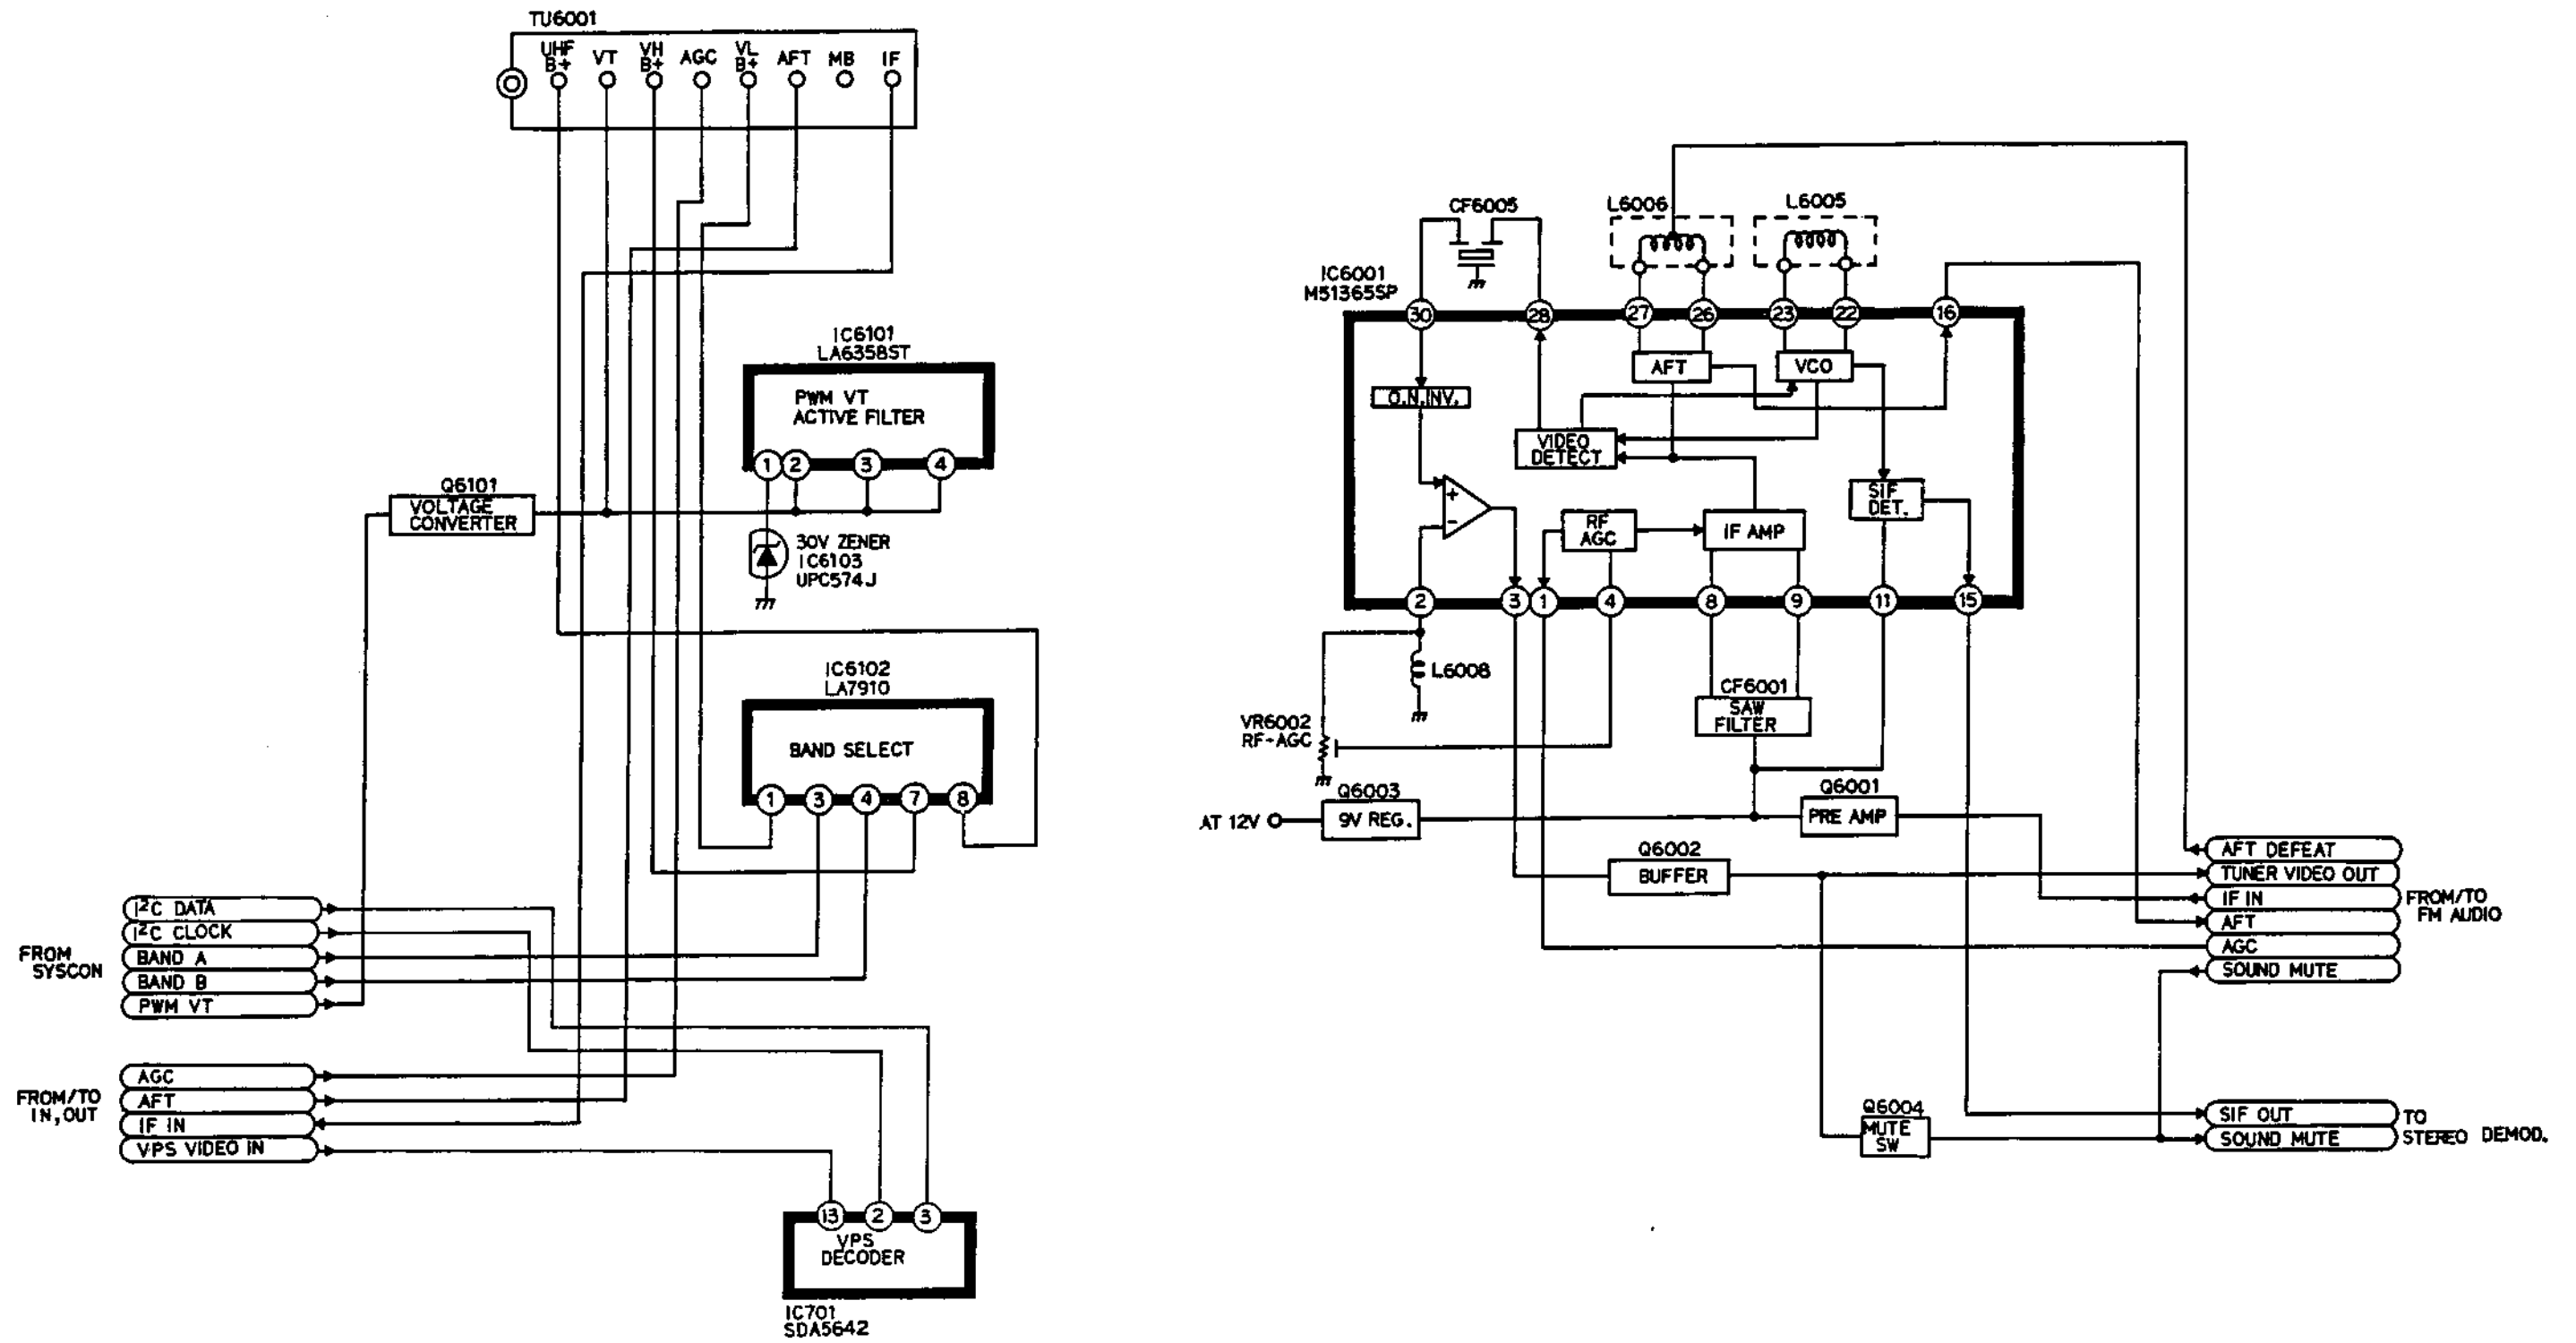 TU6001
UHF B+
VT
VH B+
AGC
VL B+
AFT
MB
IF
IC6101
LA6358ST
PWM VT
ACTIVE FILTER
1
2
3
4
Q6101
VOLTAGE
CONVERTER
30V ZENER
IC6103
UPC574J
IC6102
LA7910
BAND SELECT
1
3
4
7
8
FROM
SYSCON
I²C DATA
I²C CLOCK
BAND A
BAND B
PWM VT
FROM/TO
IN,OUT
AGC
AFT
IF IN
VPS VIDEO IN
13
2
3
VPS
DECODER
IC701
SDA5642
CF6005
L6006
L6005
IC6001
M51365SP
30
28
27
26
23
22
16
AFT
VCO
O.N.INV.
VIDEO
DETECT
SIF
DET.
+
-
RF
AGC
IF AMP
2
3
1
4
8
9
11
15
L6008
CF6001
SAW
FILTER
VR6002
RF-AGC
Q6003
AT 12V
9V REG.
Q6001
PRE AMP
Q6002
BUFFER
AFT DEFEAT
TUNER VIDEO OUT
IF IN
AFT
AGC
SOUND MUTE
FROM/TO
FM AUDIO
Q6004
MUTE
SW
SIF OUT
SOUND MUTE
TO
STEREO DEMOD.